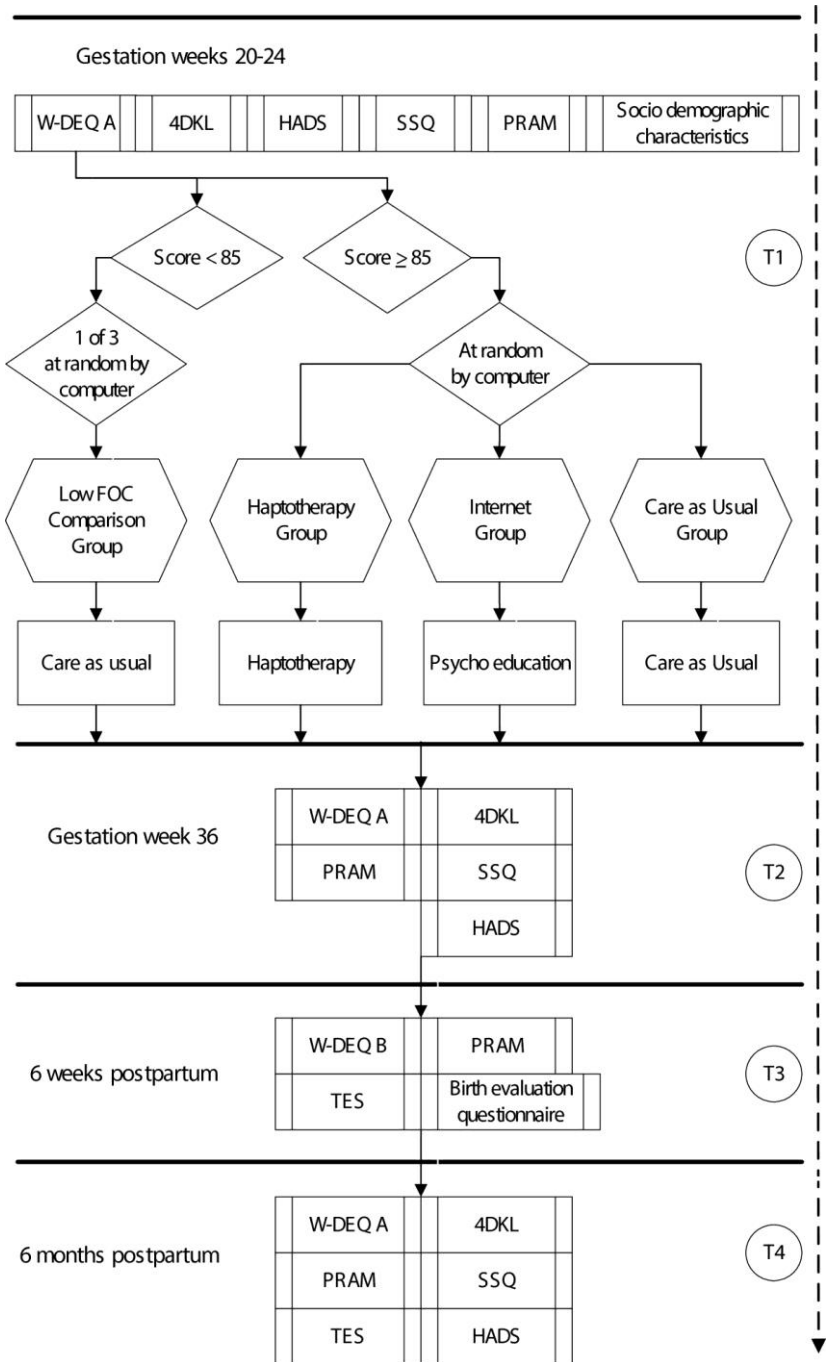 Gestation weeks 20-24
W-DEQ A 4DKL HADS SSQ PRAM Socio demographic
characteristics
Score < 85
Score ≥ 85
T1
1 of 3
at random by
computer
At random
by computer
Low FOC
Comparison
Group
Haptotherapy
Group
Internet
Group
Care as Usual
Group
Care as usual
Haptotherapy
Psycho education
Care as Usual
Gestation week 36
W-DEQ A 4DKL
PRAM SSQ
HADS
T2
6 weeks postpartum
W-DEQ B PRAM
TES Birth evaluation
questionnaire
T3
6 months postpartum
W-DEQ A 4DKL
PRAM SSQ
TES HADS
T4